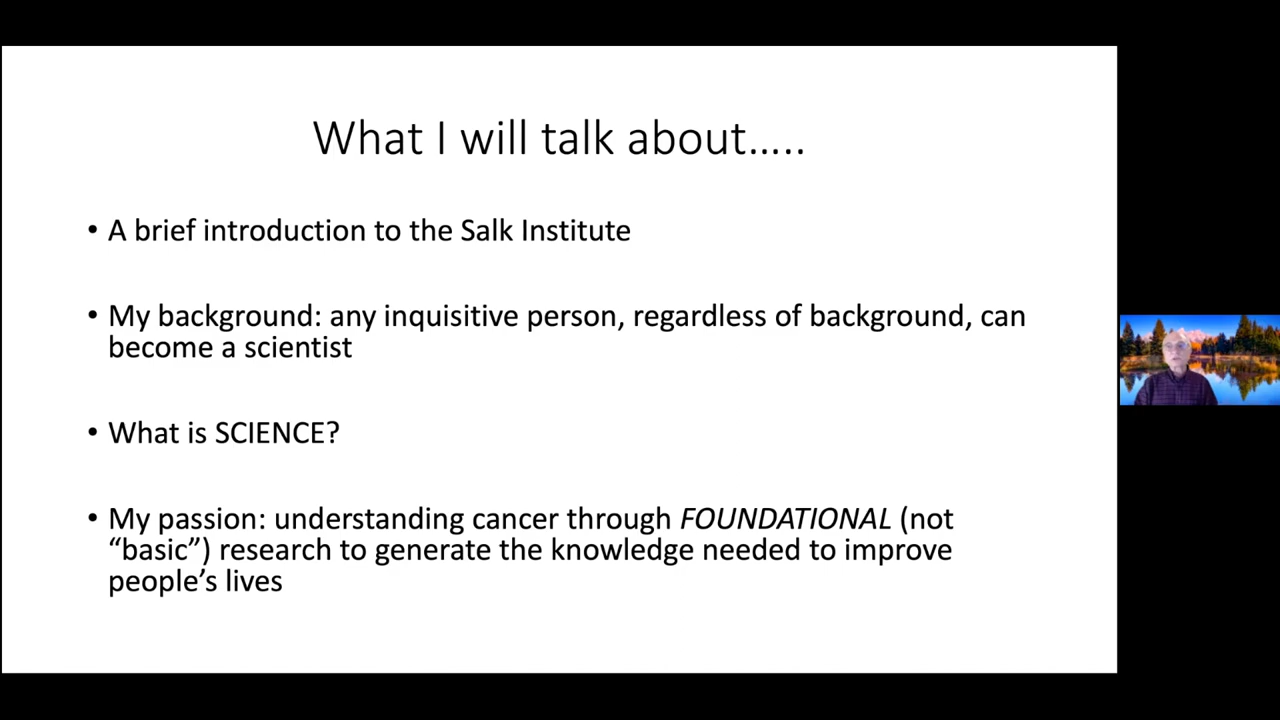 What I will talk about.....
• A brief introduction to the Salk Institute
• My background: any inquisitive person, regardless of background, can
become a scientist
• What is SCIENCE?
• My passion: understanding cancer through FOUNDATIONAL (not
“basic”) research to generate the knowledge needed to improve
people’s lives